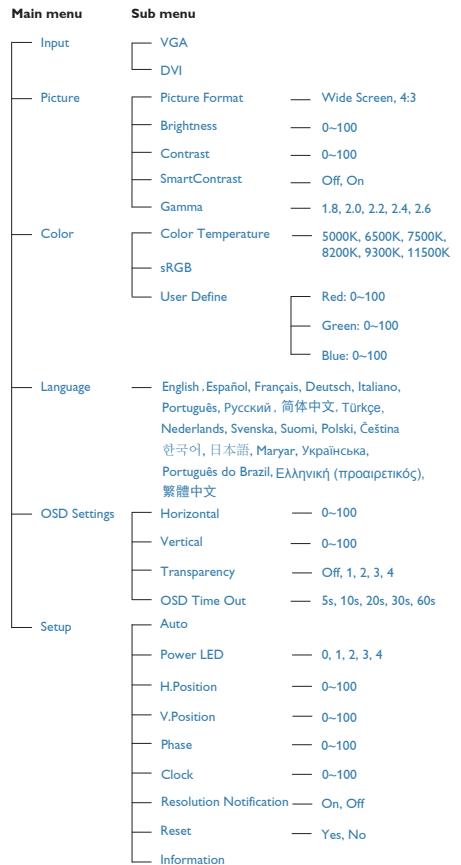 Main menu Sub menu
Input VGA
DVI
Picture Picture Format Wide Screen, 4:3
Brightness 0~100
Contrast 0~100
SmartContrast Off, On
Gamma 1.8, 2.0, 2.2, 2.4, 2.6
Color Color Temperature 5000K, 6500K, 7500K,
8200K, 9300K, 11500K
sRGB
User Define Red: 0~100
Green: 0~100
Blue: 0~100
Language English , Español, Français, Deutsch, Italiano,
Português, Русский , 简体中文, Türkçe,
Nederlands, Svenska, Suomi, Polski, Čeština
한국어, 日本語, Maryar, Українська,
Português do Brazil, Ελληνική (προαιρετικός),
繁體中文
OSD Settings Horizontal 0~100
Vertical 0~100
Transparency Off, 1, 2, 3, 4
OSD Time Out 5s, 10s, 20s, 30s, 60s
Setup Auto
Power LED 0, 1, 2, 3, 4
H.Position 0~100
V.Position 0~100
Phase 0~100
Clock 0~100
Resolution Notification On, Off
Reset Yes, No
Information